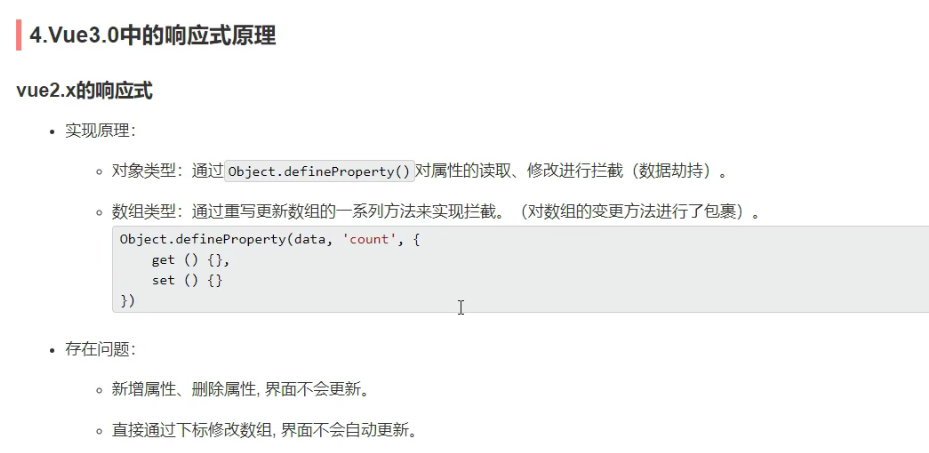 4.Vue3.0中的响应式原理
vue2.x的响应式
实现原理：
对象类型：通过Object.defineProperty()对属性的读取、修改进行拦截（数据劫持）。
数组类型：通过重写更新数组的一系列方法来实现拦截。（对数组的变更方法进行了包裹）。
Object.defineProperty(data, 'count', {
    get () {},
    set () {}
})
存在问题：
新增属性、删除属性, 界面不会更新。
直接通过下标修改数组, 界面不会自动更新。